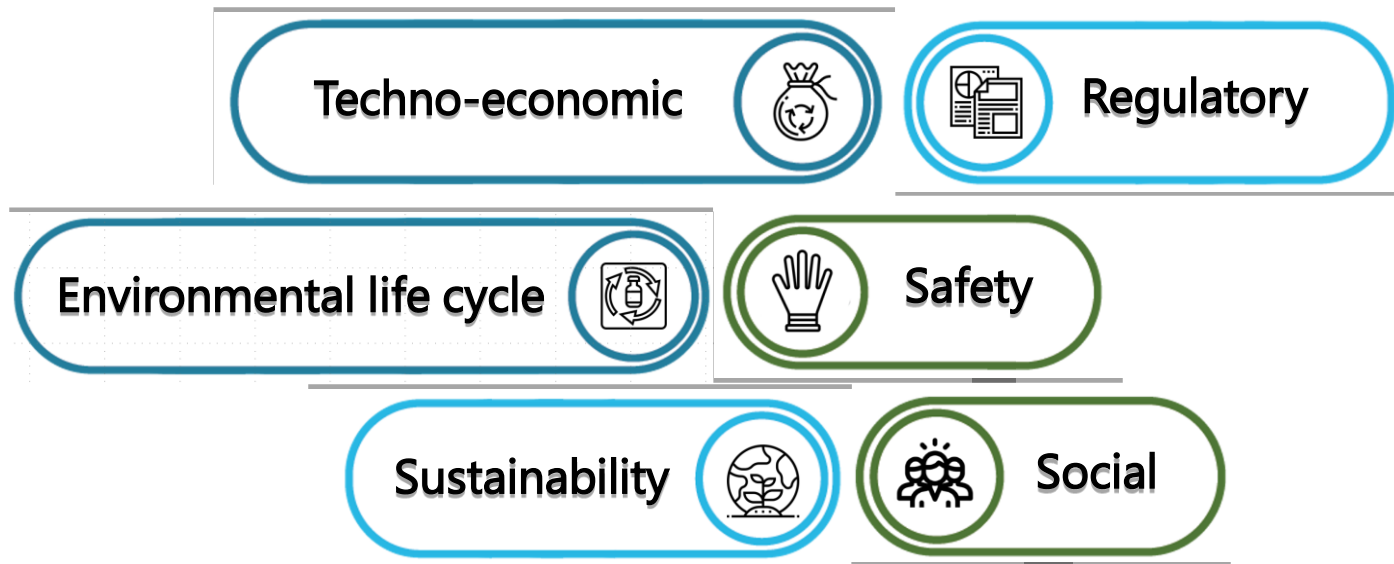 Techno-economic
Regulatory
Environmental life cycle
Safety
Sustainability
Social